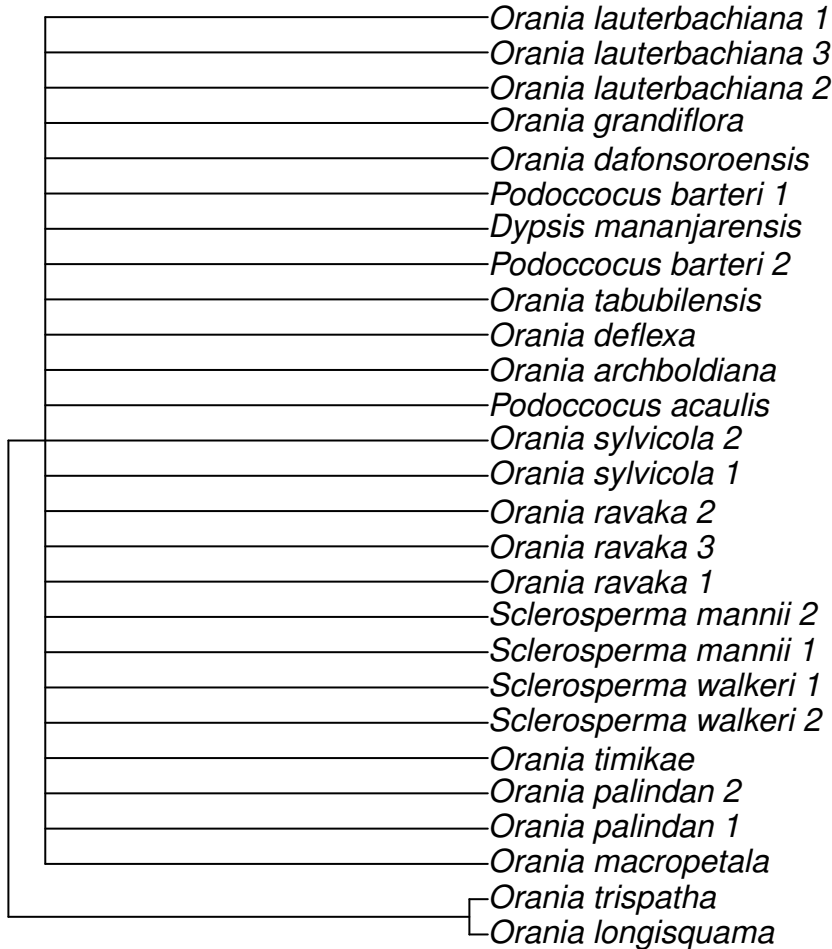 Orania lauterbachiana 1
Orania lauterbachiana 3
Orania lauterbachiana 2
Orania grandiflora
Orania dafonsoroensis
Podoccocus barteri 1
Dypsis mananjarensis
Podoccocus barteri 2
Orania tabubilensis
Orania deflexa
Orania archboldiana
Podoccocus acaulis
Orania sylvicola 2
Orania sylvicola 1
Orania ravaka 2
Orania ravaka 3
Orania ravaka 1
Sclerosperma mannii 2
Sclerosperma mannii 1
Sclerosperma walkeri 1
Sclerosperma walkeri 2
Orania timikae
Orania palindan 2
Orania palindan 1
Orania macropetala
Orania trispatha
Orania longisquama